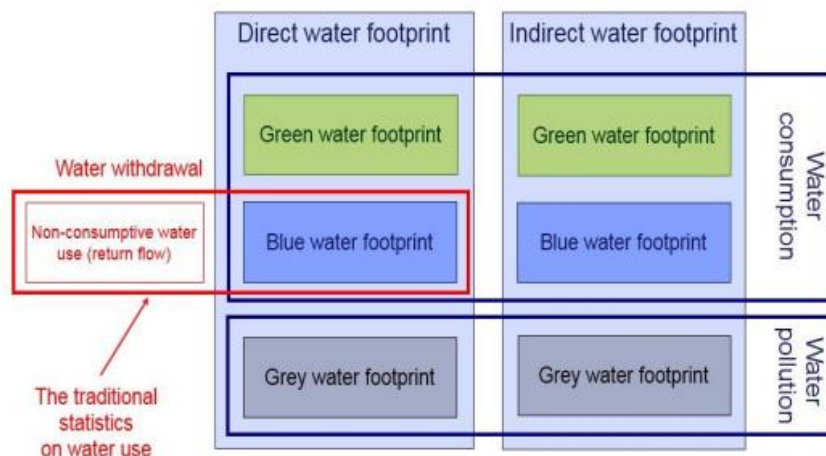 Direct water footprint
Indirect water footprint
Green water footprint
Green water footprint
Water
consumption
Water withdrawal
Non-consumptive water
use (return flow)
Blue water footprint
Blue water footprint
Grey water footprint
Grey water footprint
Water
pollution
The traditional
statistics
on water use